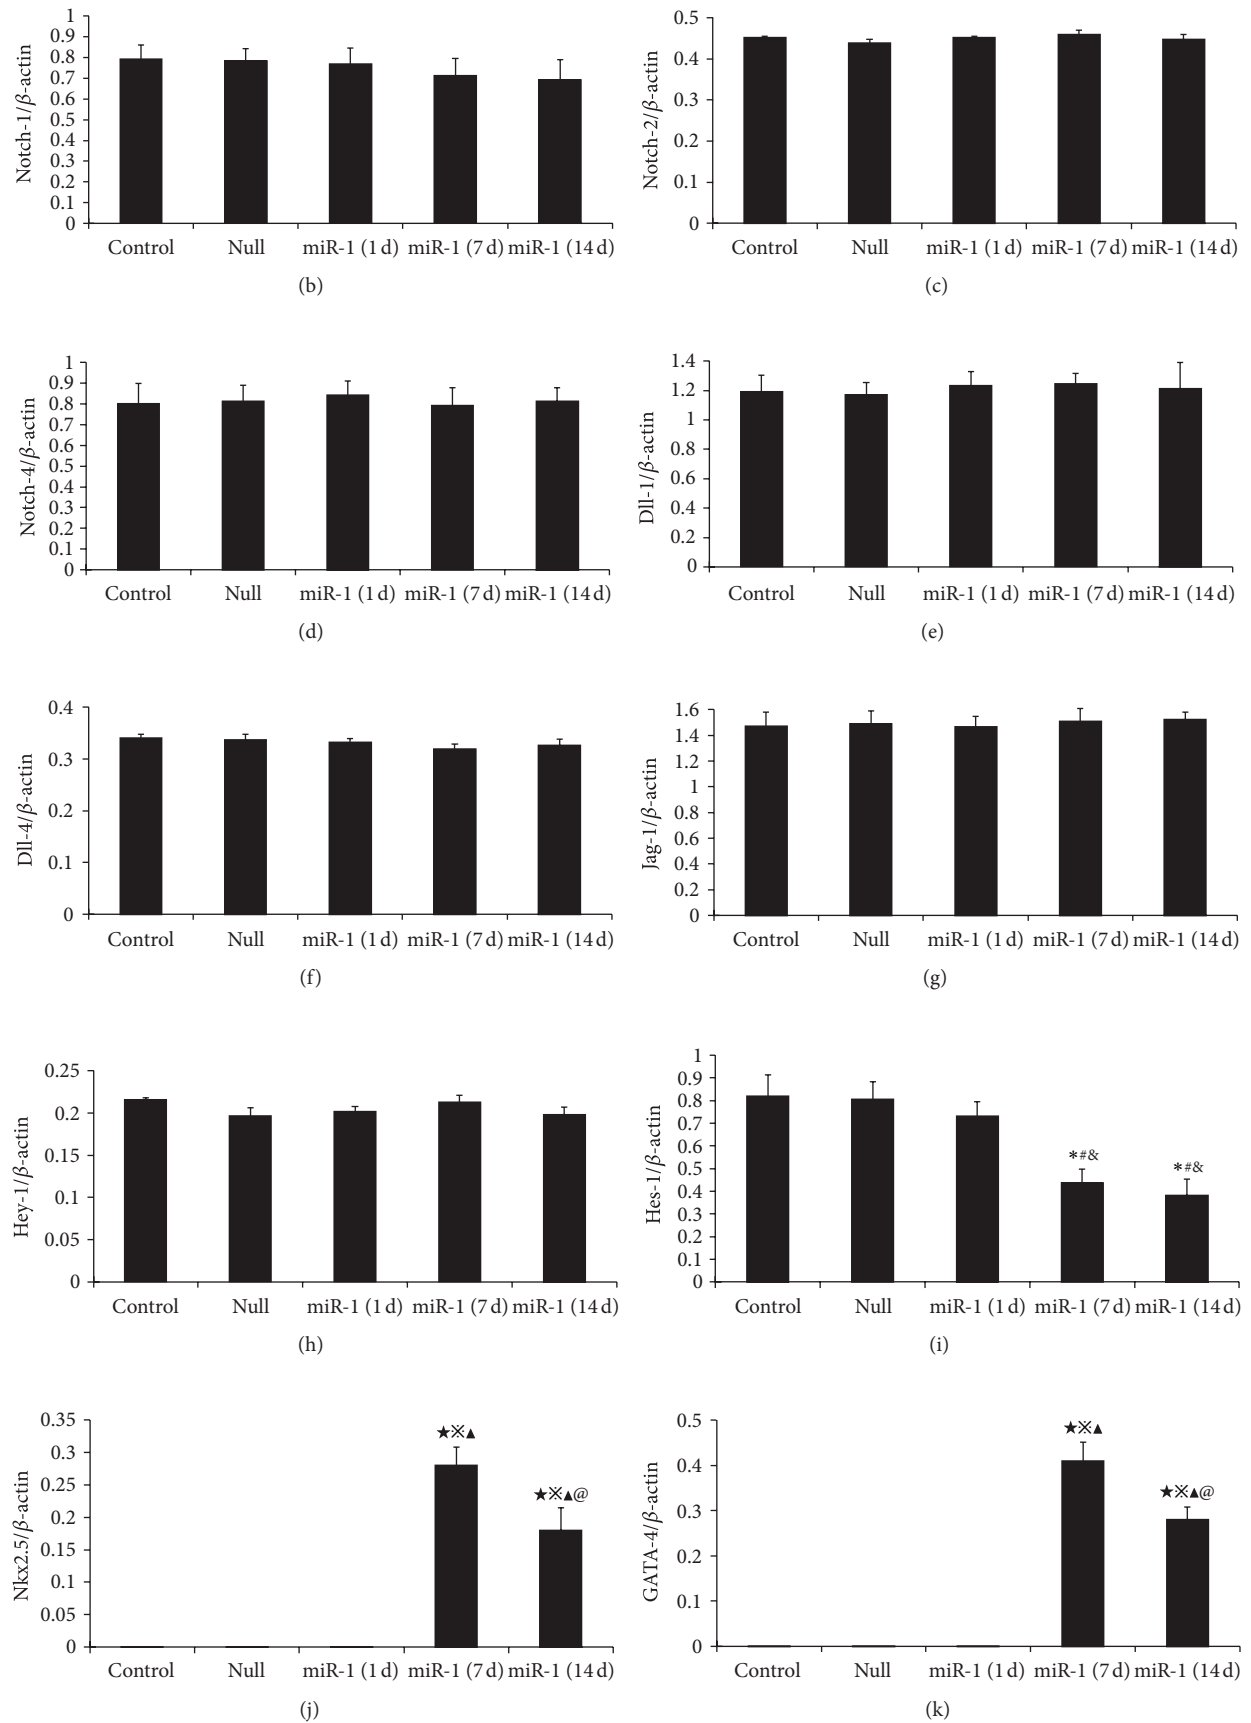 1
0.9
0.8
0.7
0.6
0.5
0.4
0.3
0.2
0.1
0
Notch-1/β-actin
Control Null miR-1 (1 d) miR-1 (7 d) miR-1 (14 d)
(b)
0.5
0.4
0.3
0.2
0.1
0
Notch-2/β-actin
Control Null miR-1 (1 d) miR-1 (7 d) miR-1 (14 d)
(c)
1
0.9
0.8
0.7
0.6
0.5
0.4
0.3
0.2
0.1
0
Notch-4/β-actin
Control Null miR-1 (1 d) miR-1 (7 d) miR-1 (14 d)
(d)
1.4
1.2
1
0.8
0.6
0.4
0.2
0
Dll-1/β-actin
Control Null miR-1 (1 d) miR-1 (7 d) miR-1 (14 d)
(e)
0.4
0.3
0.2
0.1
0
Dll-4/β-actin
Control Null miR-1 (1 d) miR-1 (7 d) miR-1 (14 d)
(f)
1.6
1.4
1.2
1
0.8
0.6
0.4
0.2
0
Jag-1/β-actin
Control Null miR-1 (1 d) miR-1 (7 d) miR-1 (14 d)
(g)
0.25
0.2
0.15
0.1
0.05
0
Hey-1/β-actin
Control Null miR-1 (1 d) miR-1 (7 d) miR-1 (14 d)
(h)
1
0.9
0.8
0.7
0.6
0.5
0.4
0.3
0.2
0.1
0
Hes-1/β-actin
*#&
*#&
Control Null miR-1 (1 d) miR-1 (7 d) miR-1 (14 d)
(i)
0.35
0.3
0.25
0.2
0.15
0.1
0.05
0
Nkx2.5/β-actin
★※▲
★※▲@
Control Null miR-1 (1 d) miR-1 (7 d) miR-1 (14 d)
(j)
0.5
0.4
0.3
0.2
0.1
0
GATA-4/β-actin
★※▲
★※▲@
Control Null miR-1 (1 d) miR-1 (7 d) miR-1 (14 d)
(k)